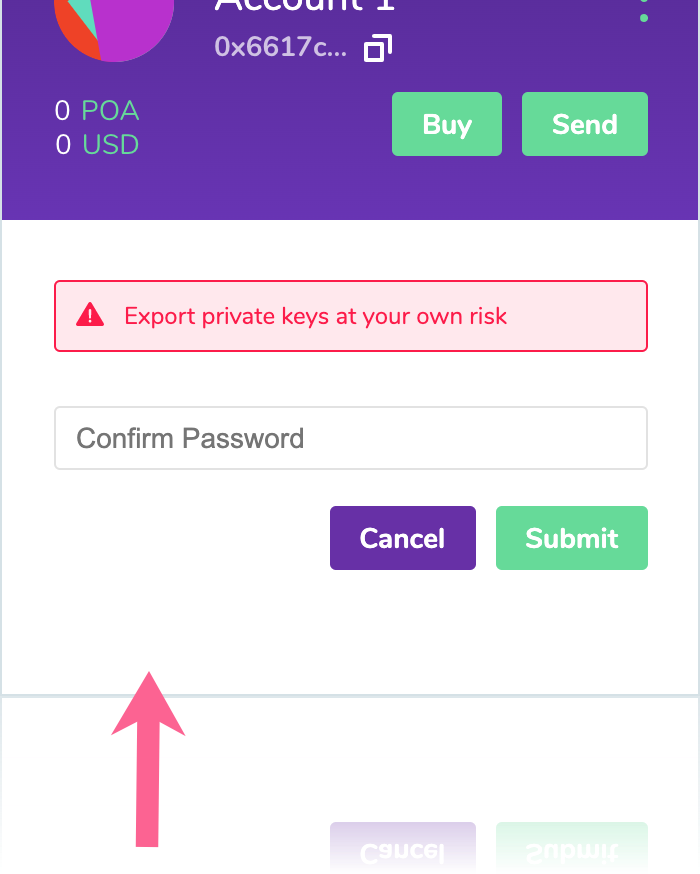 Account 1
0x6617c...
0 POA
0 USD
Buy
Send
Export private keys at your own risk
Confirm Password
Cancel
Submit
Cancel
Submit